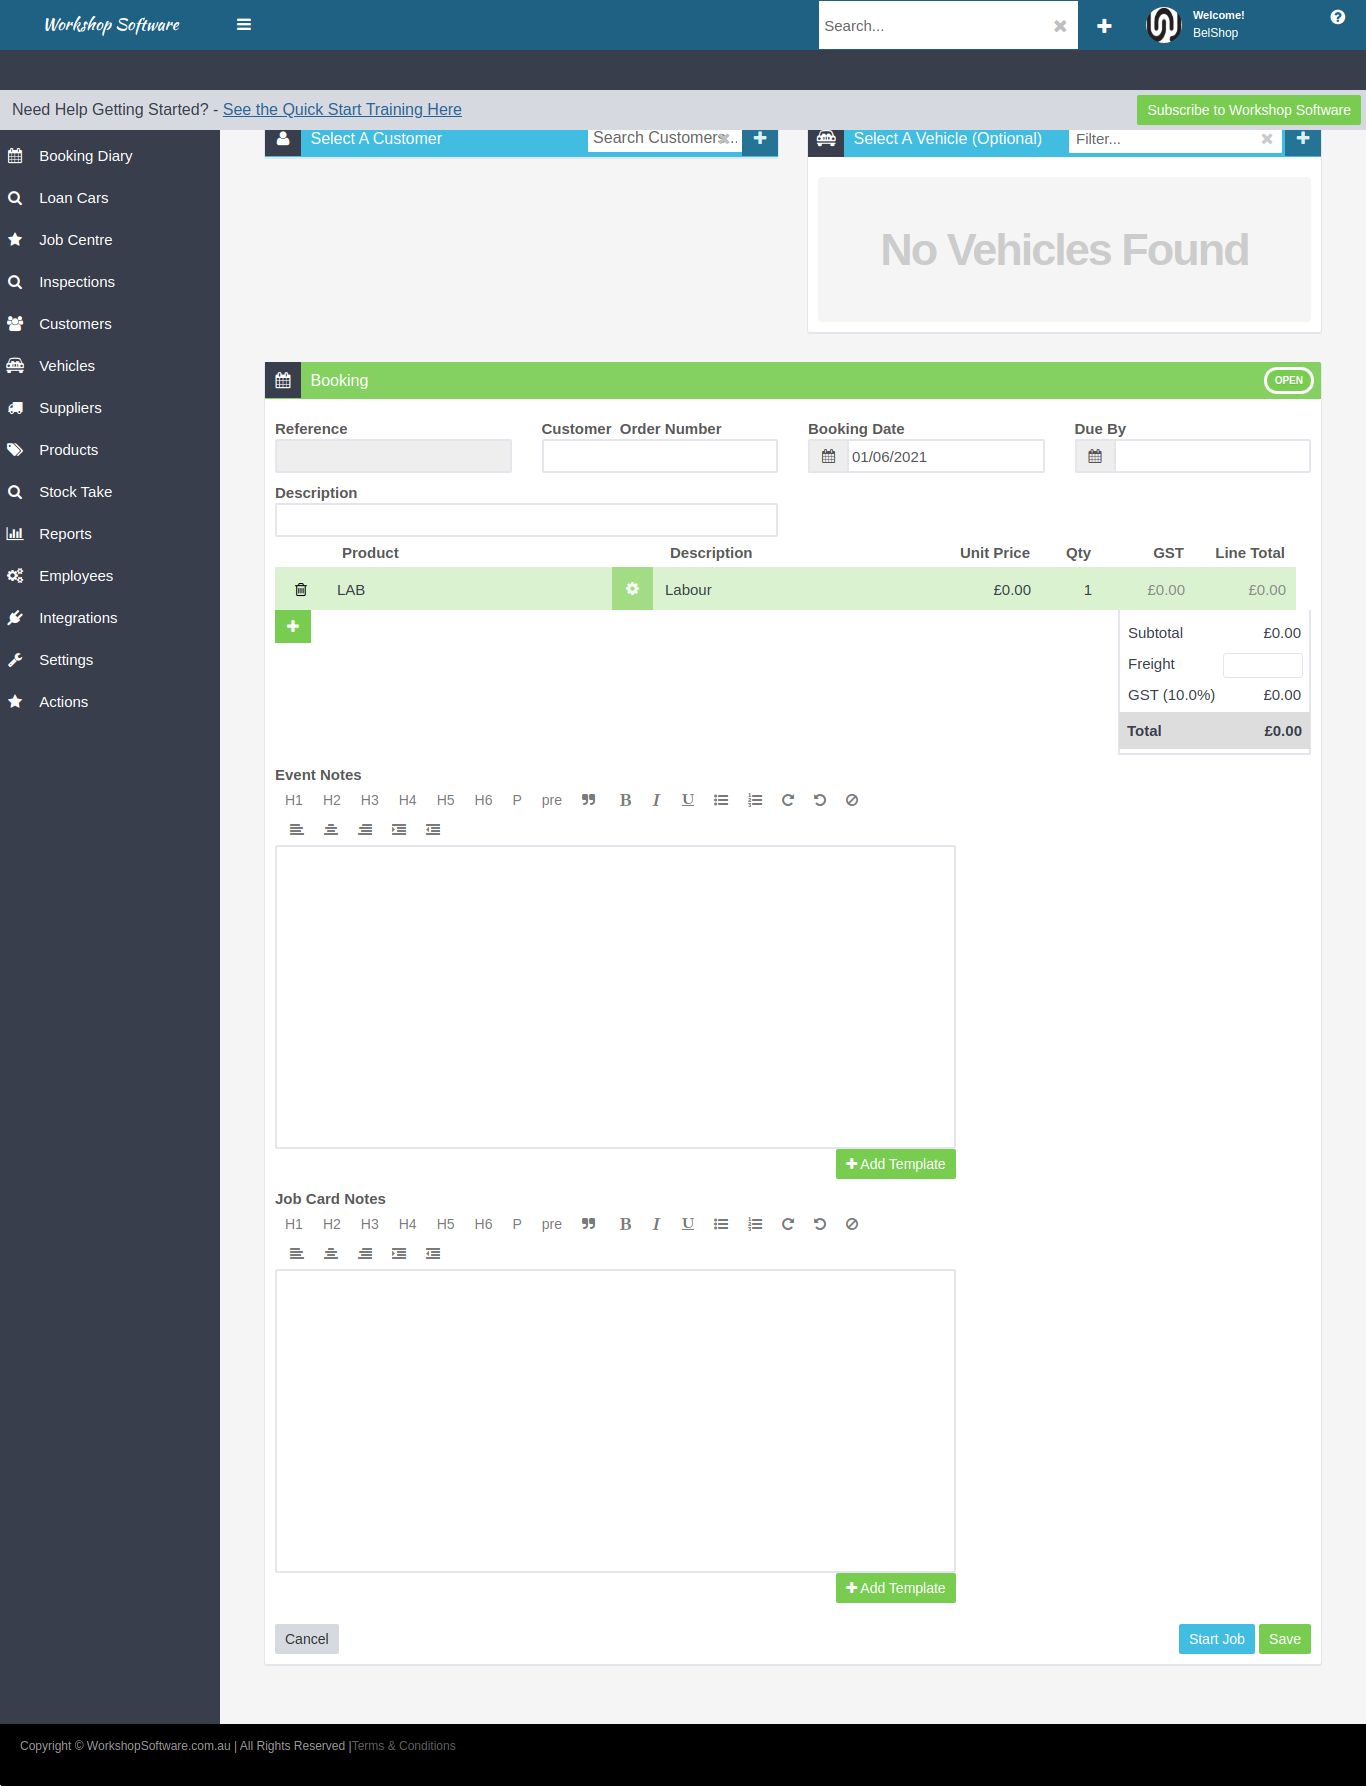 Workshop Software
Search...
Welcome!
BelShop
Need Help Getting Started? - See the Quick Start Training Here
Subscribe to Workshop Software
Select A Customer
Search Customers...
Select A Vehicle (Optional)
Filter...
No Vehicles Found
Booking Diary
Loan Cars
Job Centre
Inspections
Customers
Vehicles
Suppliers
Products
Stock Take
Reports
Employees
Integrations
Settings
Actions
Booking
OPEN
Reference
Customer Order Number
Booking Date
Due By
01/06/2021
Description
Product Description Unit Price Qty GST Line Total
LAB Labour £0.00 1 £0.00 £0.00
Subtotal £0.00
Freight
GST (10.0%) £0.00
Total £0.00
Event Notes
H1 H2 H3 H4 H5 H6 P pre B I U
Add Template
Job Card Notes
H1 H2 H3 H4 H5 H6 P pre B I U
Add Template
Cancel
Start Job
Save
Copyright © WorkshopSoftware.com.au | All Rights Reserved |Terms & Conditions